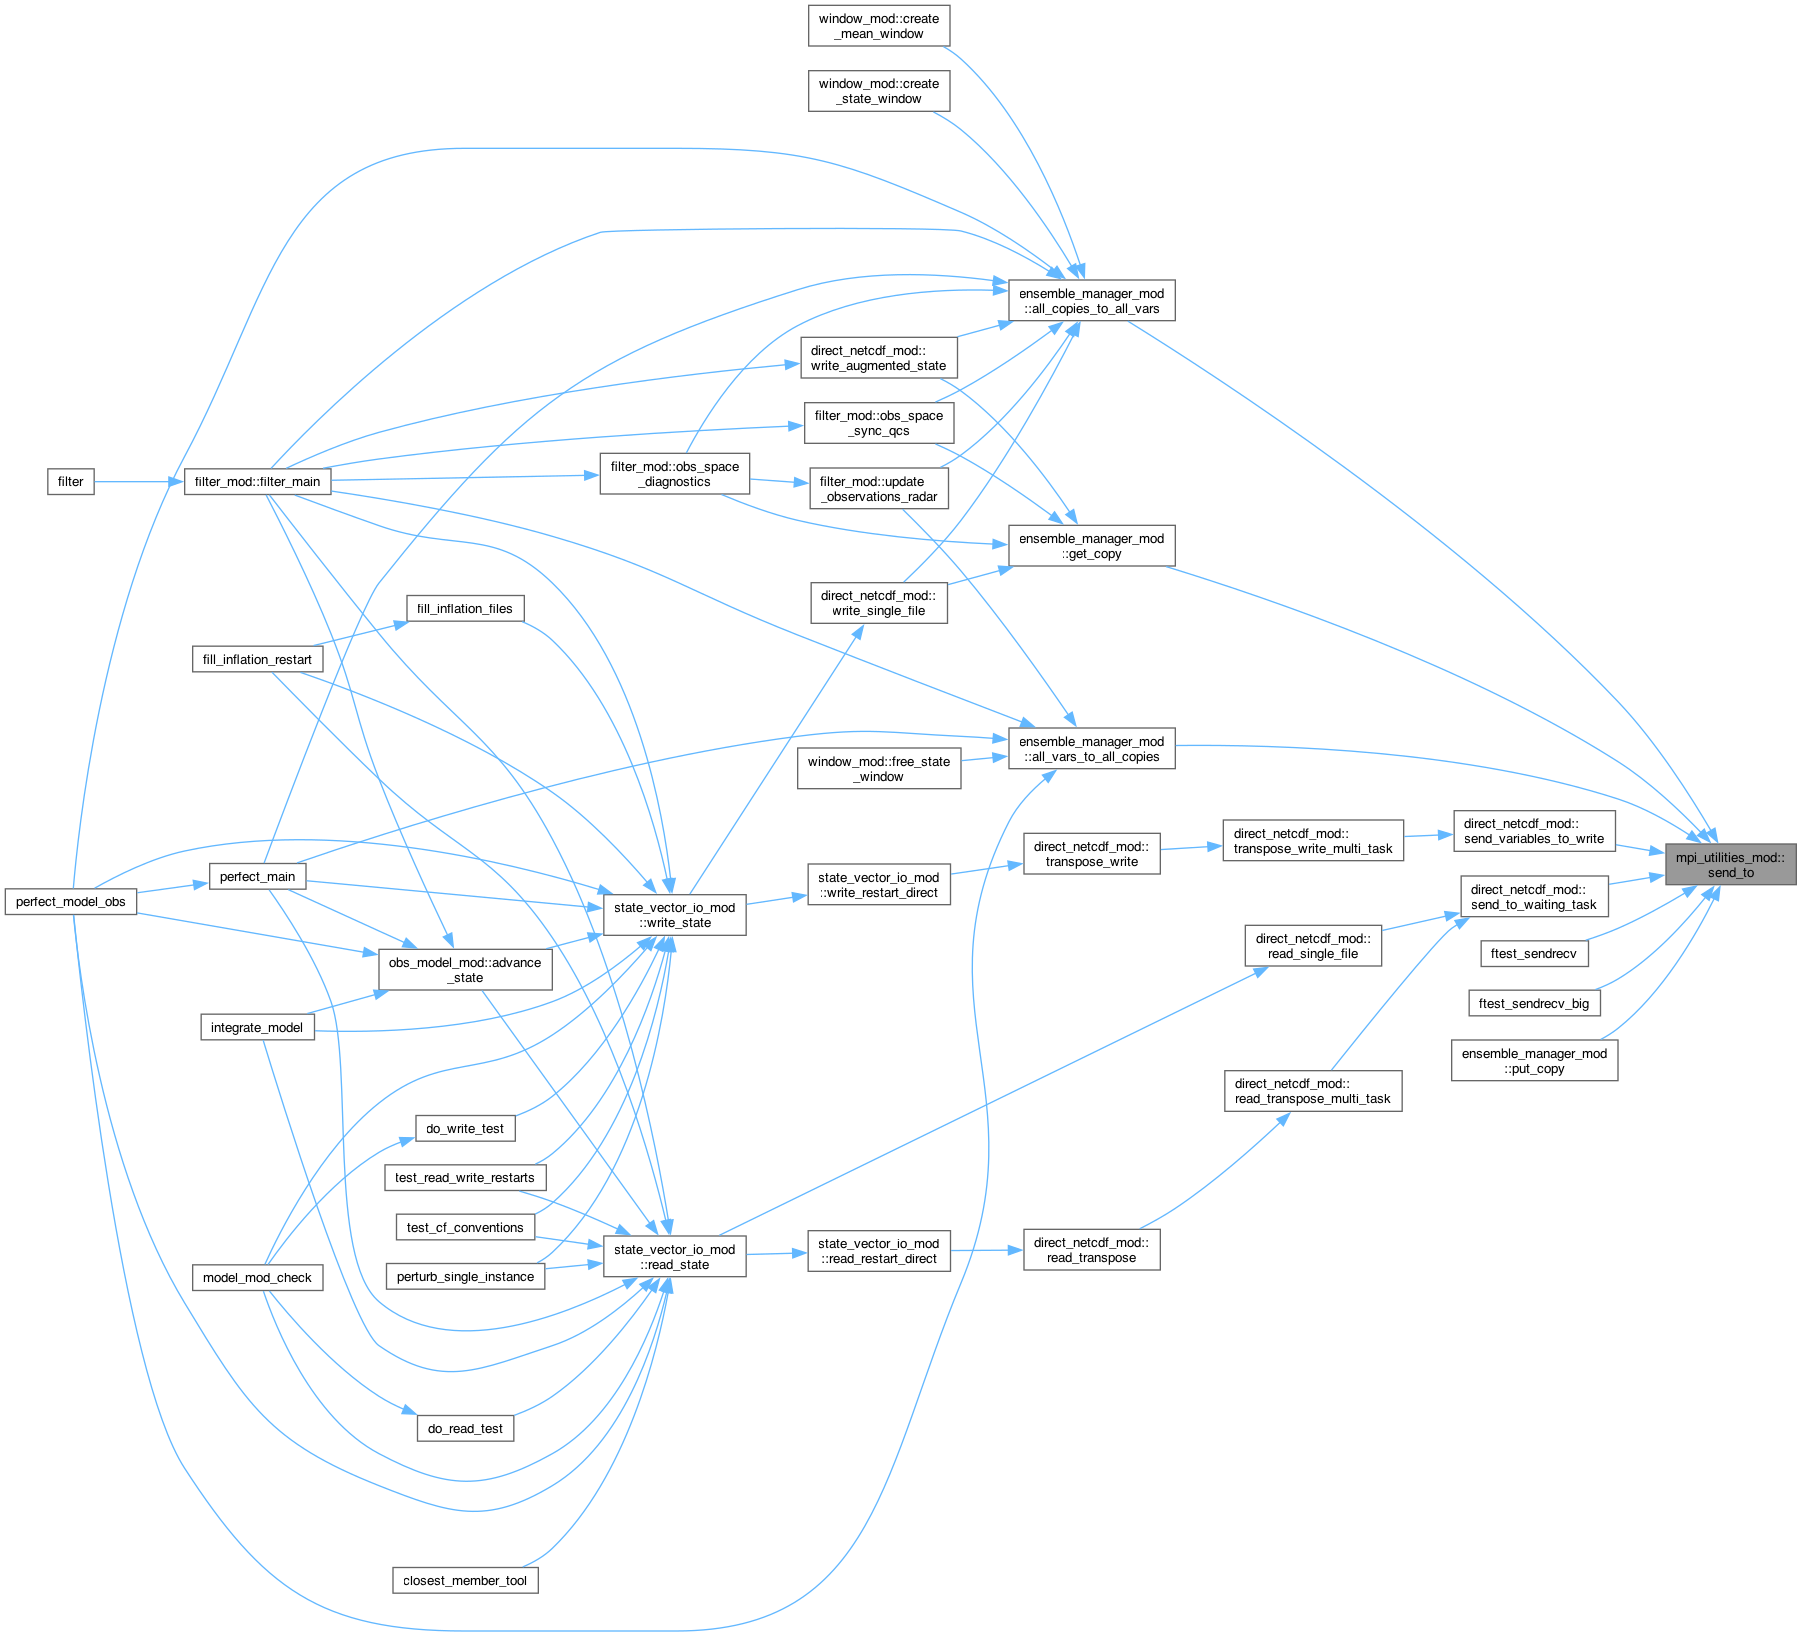 window_mod::create
_mean_window
window_mod::create
_state_window
ensemble_manager_mod
::all_copies_to_all_vars
direct_netcdf_mod::
write_augmented_state
filter_mod::obs_space
_sync_qcs
filter_mod::obs_space
_diagnostics
filter_mod::update
_observations_radar
filter
filter_mod::filter_main
ensemble_manager_mod
::get_copy
direct_netcdf_mod::
write_single_file
fill_inflation_files
fill_inflation_restart
ensemble_manager_mod
::all_vars_to_all_copies
window_mod::free_state
_window
direct_netcdf_mod::
send_variables_to_write
direct_netcdf_mod::
transpose_write_multi_task
direct_netcdf_mod::
transpose_write
mpi_utilities_mod::
send_to
state_vector_io_mod
::write_restart_direct
perfect_main
perfect_model_obs
state_vector_io_mod
::write_state
direct_netcdf_mod::
send_to_waiting_task
direct_netcdf_mod::
read_single_file
ftest_sendrecv
obs_model_mod::advance
_state
ftest_sendrecv_big
integrate_model
ensemble_manager_mod
::put_copy
direct_netcdf_mod::
read_transpose_multi_task
do_write_test
test_read_write_restarts
test_cf_conventions
state_vector_io_mod
::read_state
state_vector_io_mod
::read_restart_direct
direct_netcdf_mod::
read_transpose
model_mod_check
perturb_single_instance
do_read_test
closest_member_tool